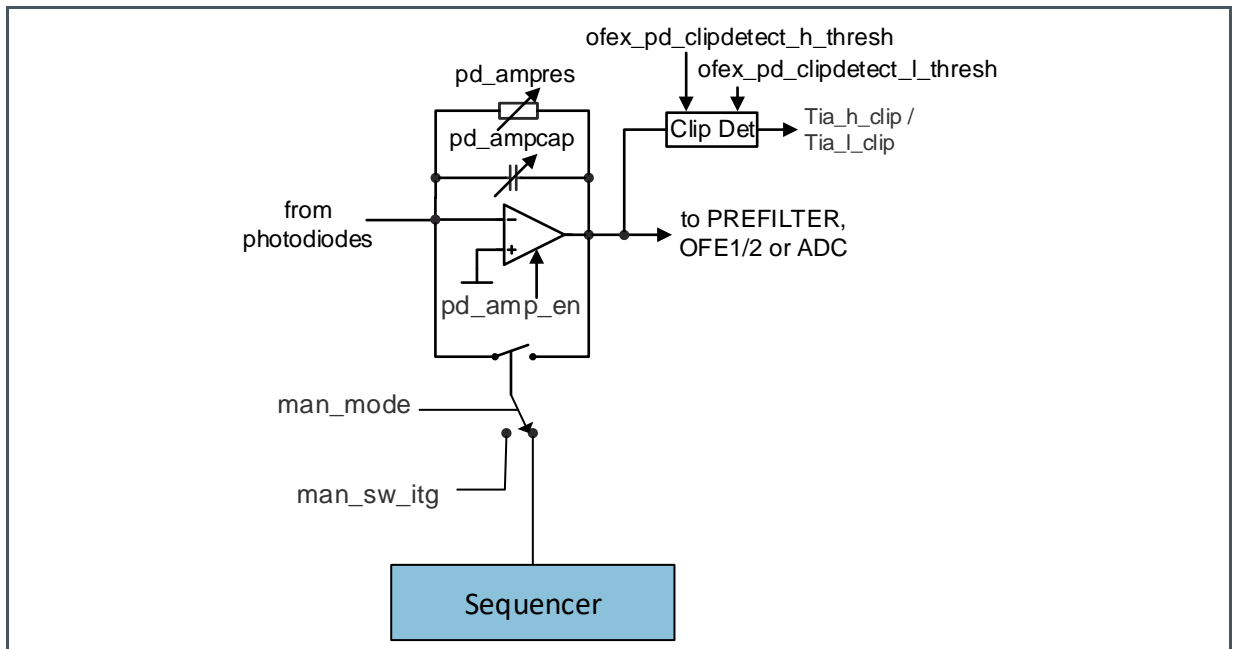 ofex_pd_clipdetect_h_thresh
ofex_pd_clipdetect_l_thresh
pd_ampres
Clip Det
Tia_h_clip /
Tia_l_clip
pd_ampcap
from
photodiodes
−
+
to PREFILTER,
OFE1/2 or ADC
pd_amp_en
man_mode
man_sw_itg
Sequencer